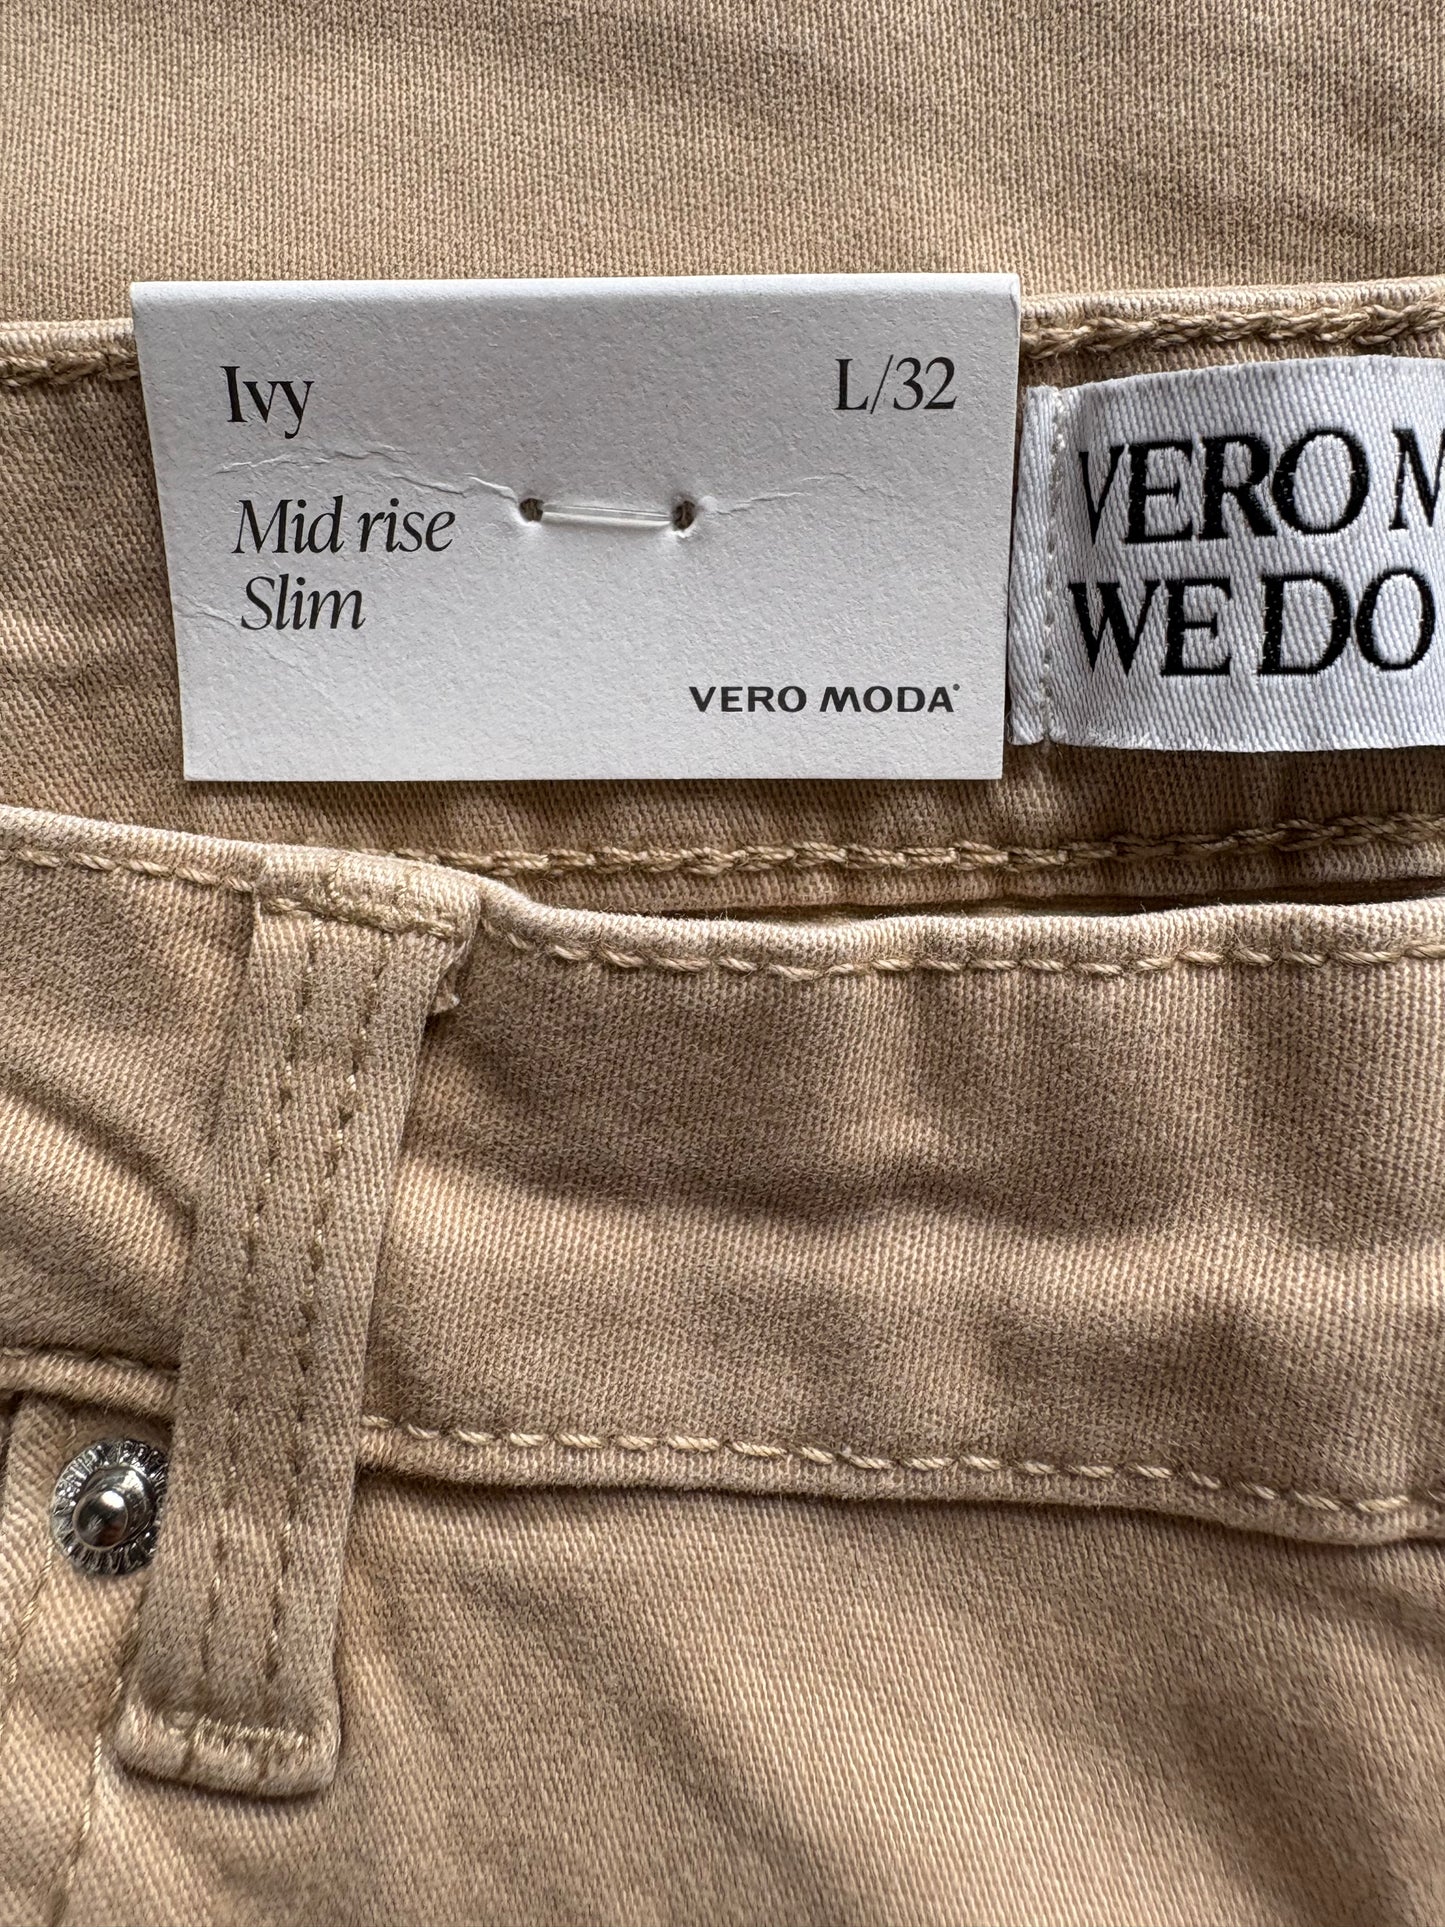 Ivy
L/32
Mid rise
Slim
VERO MODA®
VERO M
WE DO